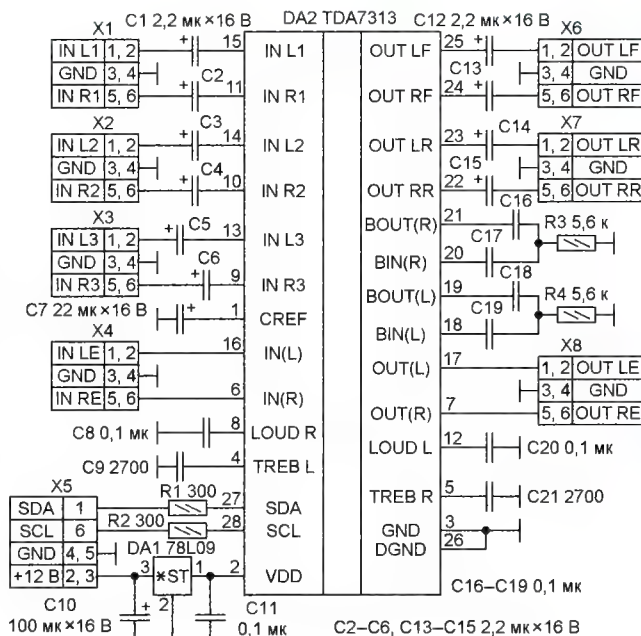 X1 C1 2,2 мк×16 В DA2 TDA7313 C12 2,2 мк×16 В X6
IN L1 1, 2 + 15 IN L1 OUT LF 25 + 1, 2 OUT LF
GND 3, 4 C2 C13 3, 4 GND
IN R1 5, 6 + 11 IN R1 OUT RF 24 + 5, 6 OUT RF
X2 C3 X7
IN L2 1, 2 + 14 IN L2 OUT LR 23 + C14 1, 2 OUT LR
GND 3, 4 C4 C15 3, 4 GND
IN R2 5, 6 + 10 IN R2 OUT RR 22 + 5, 6 OUT RR
X3 C5 BOUT(R) 21 C16 R3 5,6 к
IN L3 1, 2 + 13 IN L3
GND 3, 4 C6 BIN(R) 20 C17
IN R3 5, 6 + 9 IN R3 BOUT(L) 19 C18
C7 22 мк×16 В + 1 CREF R4 5,6 к
X4 BIN(L) 18 C19 X8
IN LE 1, 2 16 IN(L) OUT(L) 17 1, 2 OUT LE
GND 3, 4 3, 4 GND
IN RE 5, 6 6 IN(R) OUT(R) 7 5, 6 OUT RE
C8 0,1 мк 8 LOUD R LOUD L 12 C20 0,1 мк
C9 2700 4 TREB L
X5 R1 300 TREB R 5 C21 2700
SDA 1 27 SDA
SCL 6 R2 300 28 SCL GND 3
GND 4, 5 DA1 78L09 DGND 26
+12 В 2, 3 3 *ST 1 2 VDD
2 C16–C19 0,1 мк
C10 + C11
100 мк×16 В 0,1 мк C2–C6, C13–C15 2,2 мк×16 В